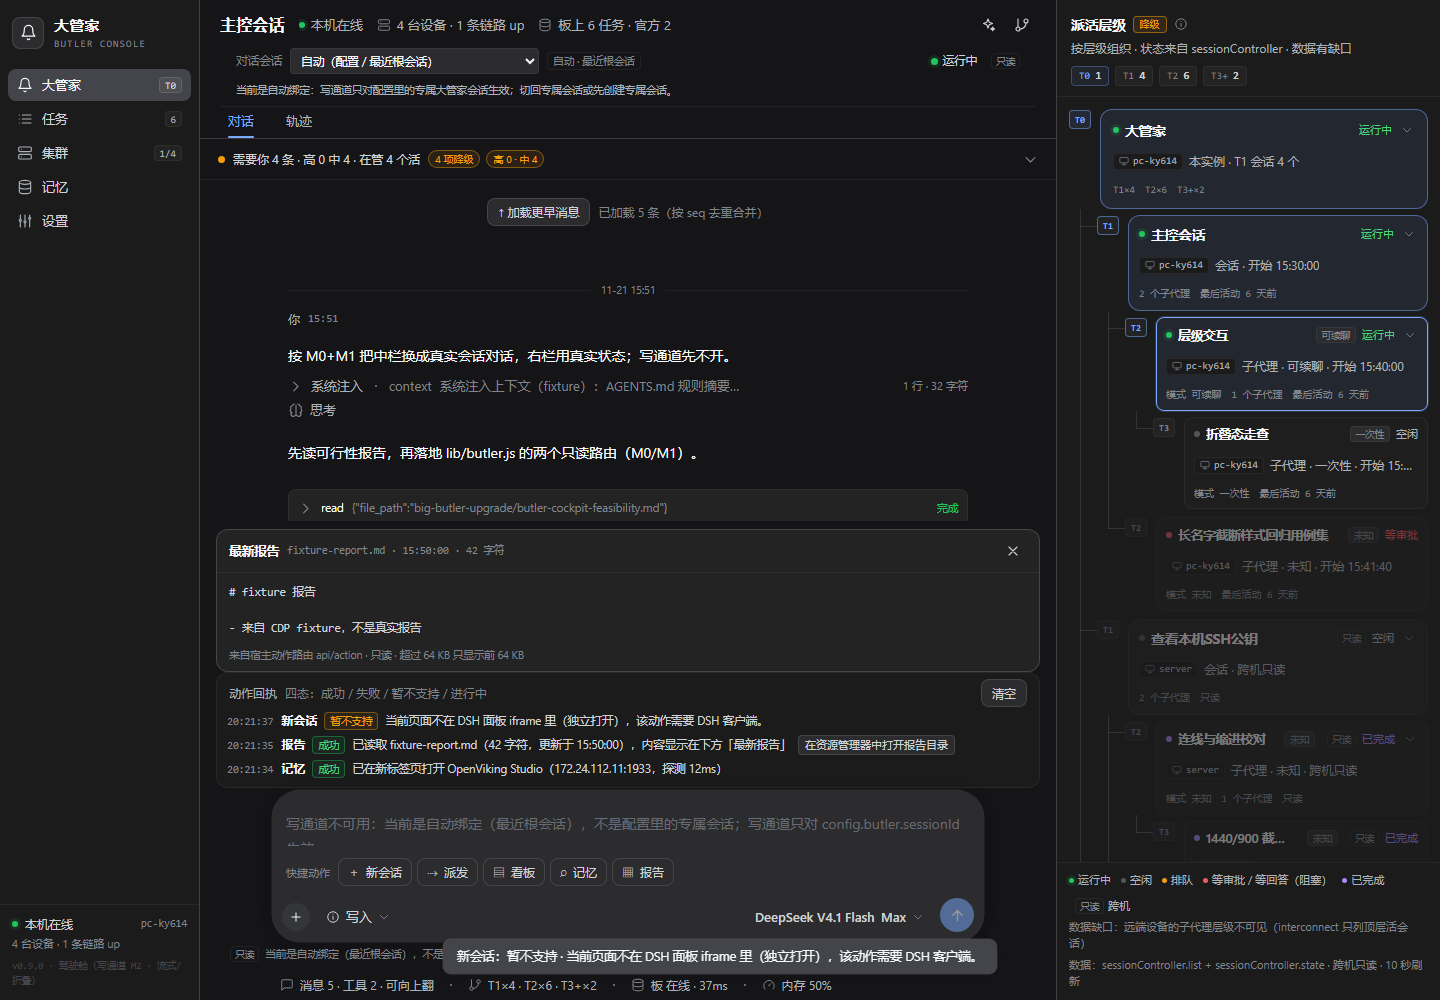 大管家
BUTLER CONSOLE
大管家 T0
任务 6
集群 1/4
记忆
设置
本机在线 pc-ky614
4 台设备 · 1 条链路 up
v0.9.0 · 驾驶舱（写通道 M2 · 流式/折叠）
主控会话 本机在线 4 台设备 · 1 条链路 up 板上 6 任务 · 官方 2
对话会话 自动（配置 / 最近根会话） 自动 · 最近根会话 运行中 只读
当前是自动绑定：写通道只对配置里的专属大管家会话生效；切回专属会话或先创建专属会话。
对话 轨迹
需要你 4 条 · 高 0 中 4 · 在管 4 个活 4 项降级 高 0 · 中 4
↑ 加载更早消息 已加载 5 条（按 seq 去重合并）
11-21 15:51
你 15:51
按 M0+M1 把中栏换成真实会话对话，右栏用真实状态；写通道先不开。
系统注入 · context 系统注入上下文（fixture）：AGENTS.md 规则摘要... 1 行 · 32 字符
思考
先读可行性报告，再落地 lib/butler.js 的两个只读路由（M0/M1）。
read {"file_path":"big-butler-upgrade/butler-cockpit-feasibility.md"} 完成
最新报告 fixture-report.md · 15:50:00 · 42 字符
# fixture 报告
- 来自 CDP fixture，不是真实报告
来自宿主动作路由 api/action · 只读 · 超过 64 KB 只显示前 64 KB
动作回执 四态：成功 / 失败 / 暂不支持 / 进行中 清空
20:21:37 新会话 暂不支持 当前页面不在 DSH 面板 iframe 里（独立打开），该动作需要 DSH 客户端。
20:21:35 报告 成功 已读取 fixture-report.md（42 字符，更新于 15:50:00），内容显示在下方「最新报告」 在资源管理器中打开报告目录
20:21:34 记忆 成功 已在新标签页打开 OpenViking Studio（172.24.112.11:1933，探测 12ms）
写通道不可用：当前是自动绑定（最近根会话），不是配置里的专属会话；写通道只对 config.butler.sessionId
快捷动作 + 新会话 派发 看板 记忆 报告
+ 写入 DeepSeek V4.1 Flash Max
只读 当前是自动绑定（最近根会话），不是
新会话：暂不支持 · 当前页面不在 DSH 面板 iframe 里（独立打开），该动作需要 DSH 客户端。
消息 5 · 工具 2 · 可向上翻 · T1×4 · T2×6 · T3+×2 · 板 在线 · 37ms · 内存 50%
派活层级 降级
按层级组织 · 状态来自 sessionController · 数据有缺口
T0 1 T1 4 T2 6 T3+ 2
T0 大管家 运行中
pc-ky614 本实例 · T1 会话 4 个
T1×4 T2×6 T3+×2
T1 主控会话 运行中
pc-ky614 会话 · 开始 15:30:00
2 个子代理 最后活动 6 天前
T2 层级交互 可续聊 运行中
pc-ky614 子代理 · 可续聊 · 开始 15:40:00
模式 可续聊 1 个子代理 最后活动 6 天前
T3 折叠态走查 一次性 空闲
pc-ky614 子代理 · 一次性 · 开始 15:...
模式 一次性 最后活动 6 天前
T2 长名字截断样式回归用例集 未知 等审批
pc-ky614 子代理 · 未知 · 开始 15:41:40
模式 未知 最后活动 6 天前
T1 查看本机SSH公钥 只读 空闲
server 会话 · 跨机只读
2 个子代理 只读
T2 连线与缩进校对 未知 只读 已完成
server 子代理 · 未知 · 跨机只读
模式 未知 1 个子代理 只读
T3 1440/900 截... 未知 只读 已完成
运行中 空闲 排队 等审批 / 等回答（阻塞） 已完成
只读 跨机
数据缺口：远端设备的子代理层级不可见（interconnect 只列顶层活会话）
数据：sessionController.list + sessionController.state · 跨机只读 · 10 秒刷新